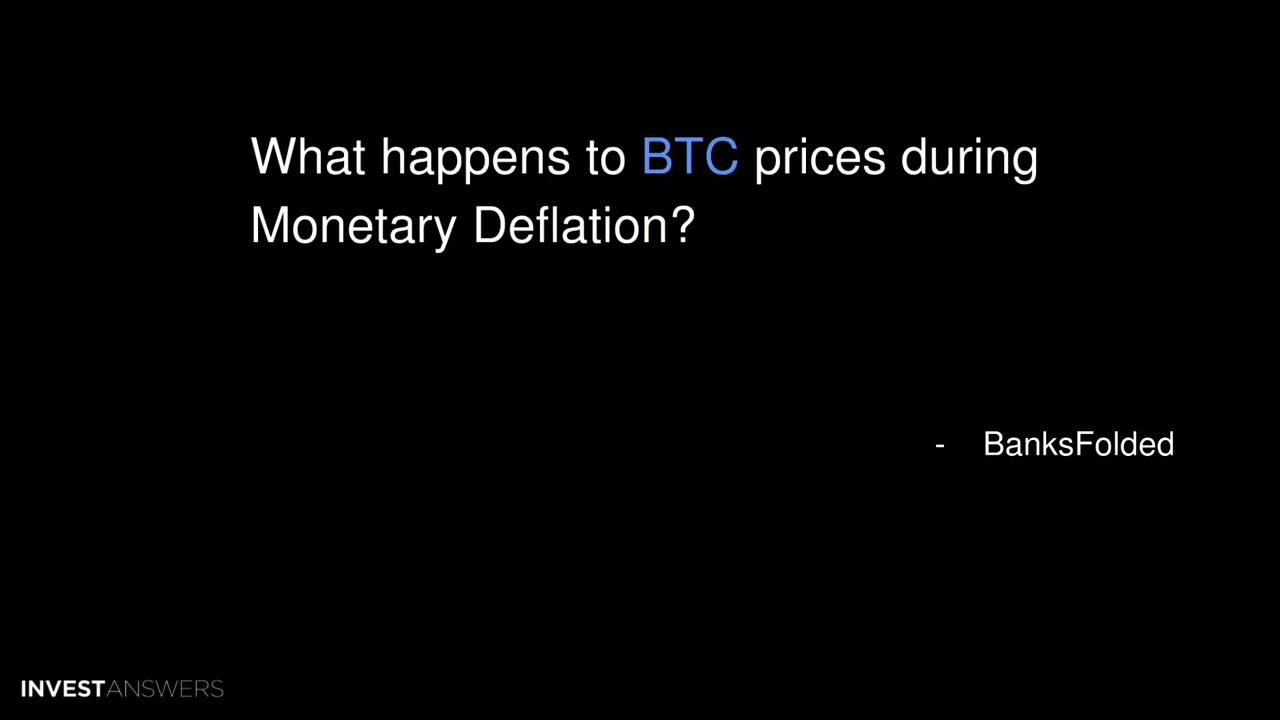 What happens to BTC prices during
Monetary Deflation?
- BanksFolded
INVESTANSWERS